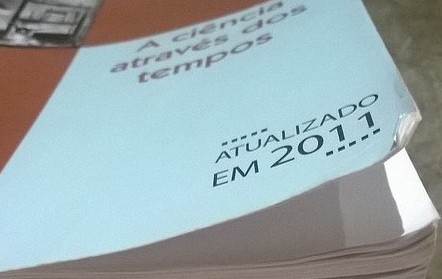 A ciência
através dos
tempos
ATUALIZADO
EM 2011